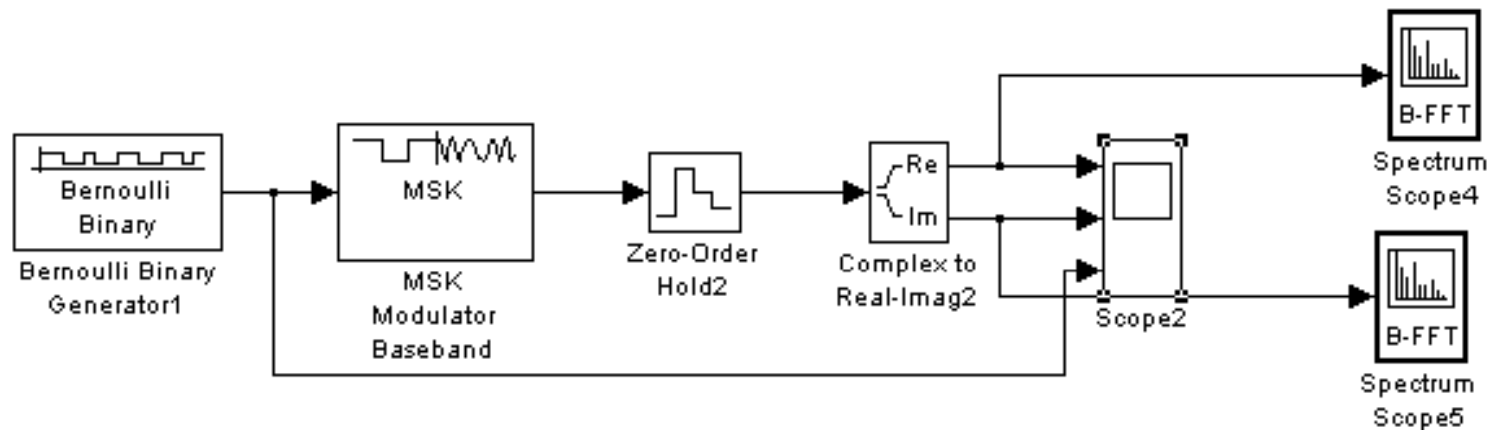 Bernoulli
Binary
Bernoulli Binary
Generator1
MSK
MSK
Modulator
Baseband
Zero-Order
Hold2
Re
Im
Complex to
Real-Imag2
Scope2
B-FFT
Spectrum
Scope4
B-FFT
Spectrum
Scope5